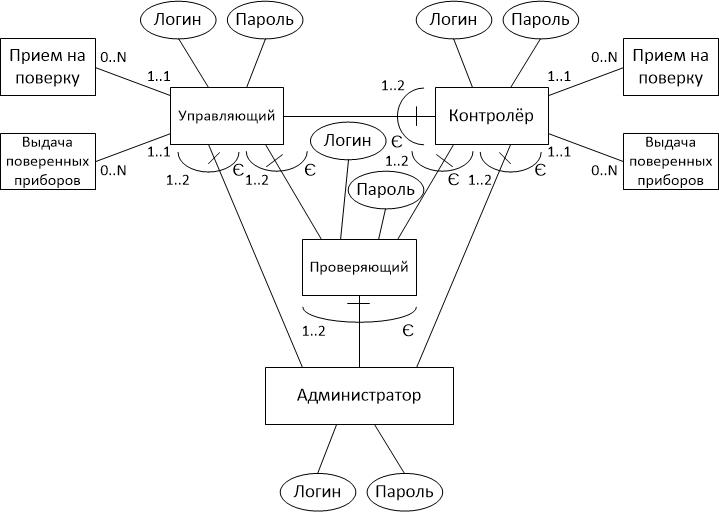 Логин
Пароль
Логин
Пароль
Прием на
поверку
0..N
1..1
Управляющий
1..2
Контролёр
1..1
0..N
Прием на
поверку
Выдача
поверенных
приборов
0..N
1..1
1..2
Є
1..2
Є
Логин
Є
1..2
Є
1..2
Є
1..1
0..N
Выдача
поверенных
приборов
Пароль
Проверяющий
1..2
Є
Администратор
Логин
Пароль